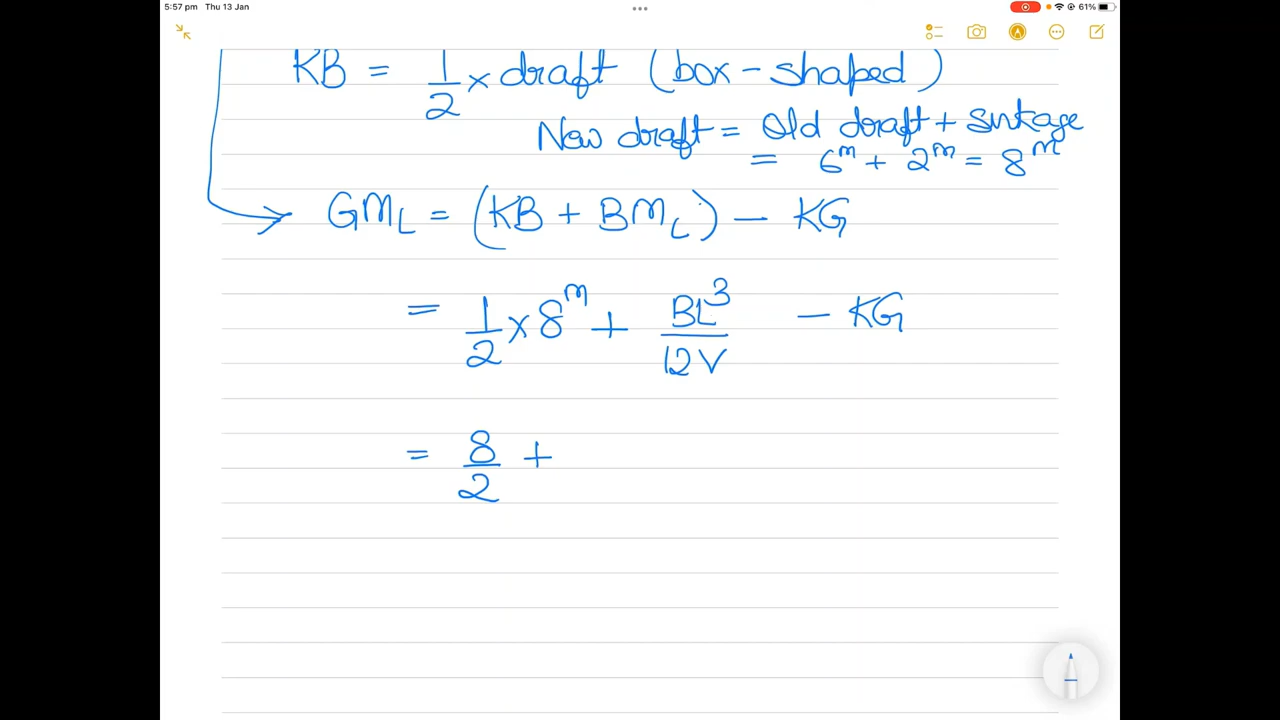 5:57 pm Thu 13 Jan 61%
KB = 1/2 × draft (box - shaped)
New draft = Old draft + sinkage
= 6m + 2m = 8m
GML = (KB + BML) - KG
= 1/2 × 8m + BL³/12V - KG
= 8/2 +